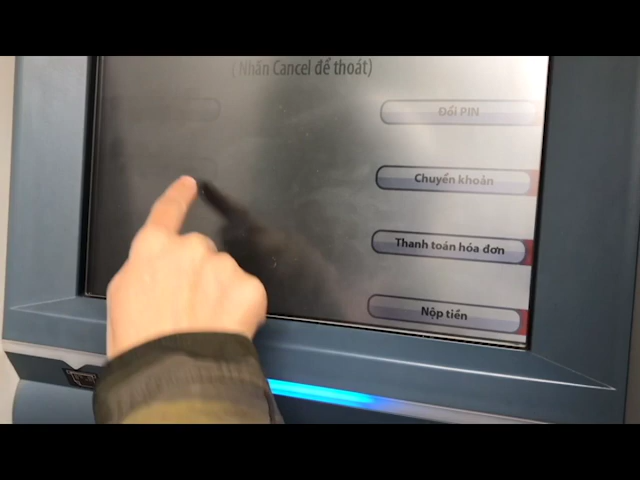 (Nhấn Cancel để thoát)
Đổi PIN
Chuyển khoản
Thanh toán hóa đơn
Nộp tiền